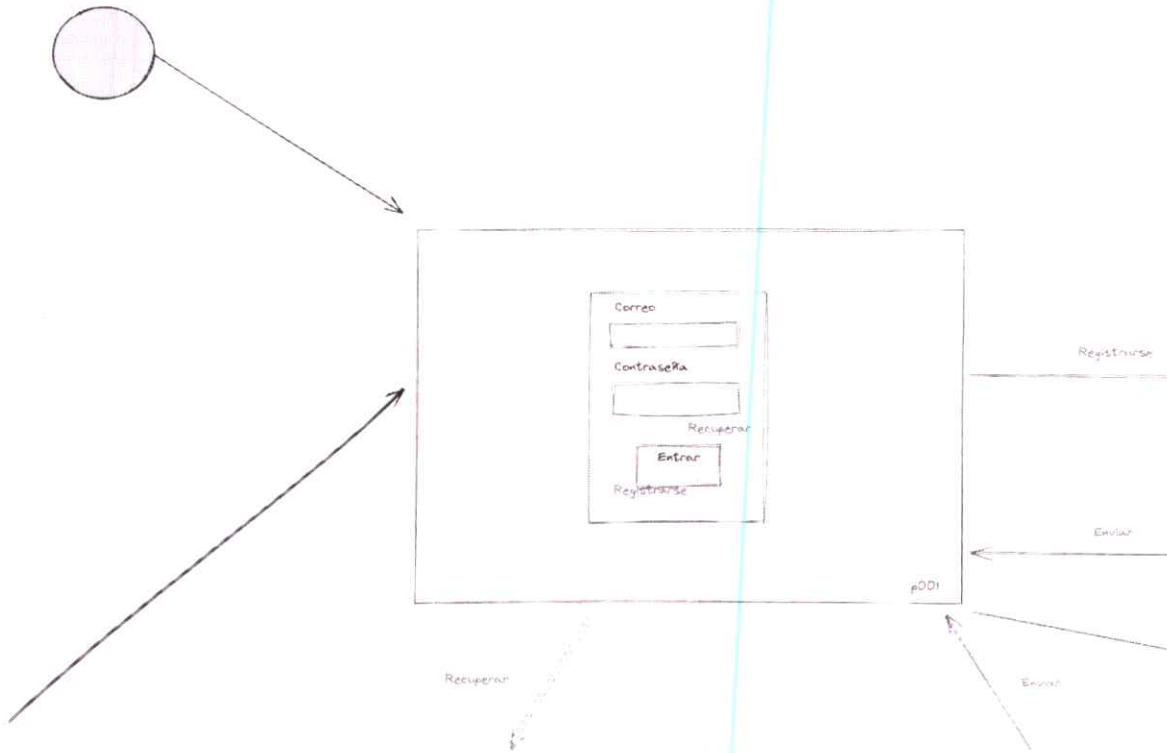 Correo
Contraseña
Recuperar
Entrar
Registrarse
p001
Registrarse
Enviar
Recuperar
Enviar